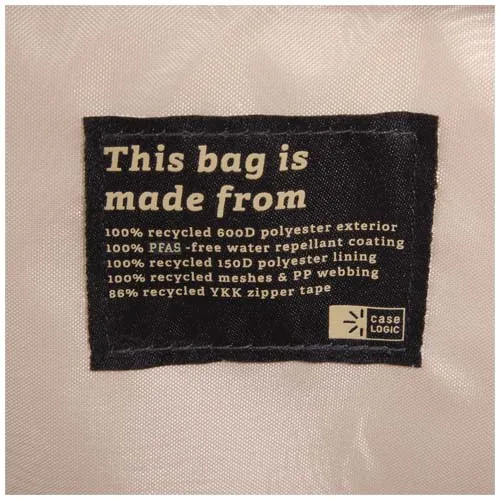 This bag is
made from
100% recycled 600D polyester exterior
100% PFAS -free water repellant coating
100% recycled 150D polyester lining
100% recycled meshes & PP webbing
86% recycled YKK zipper tape
case
LOGIC